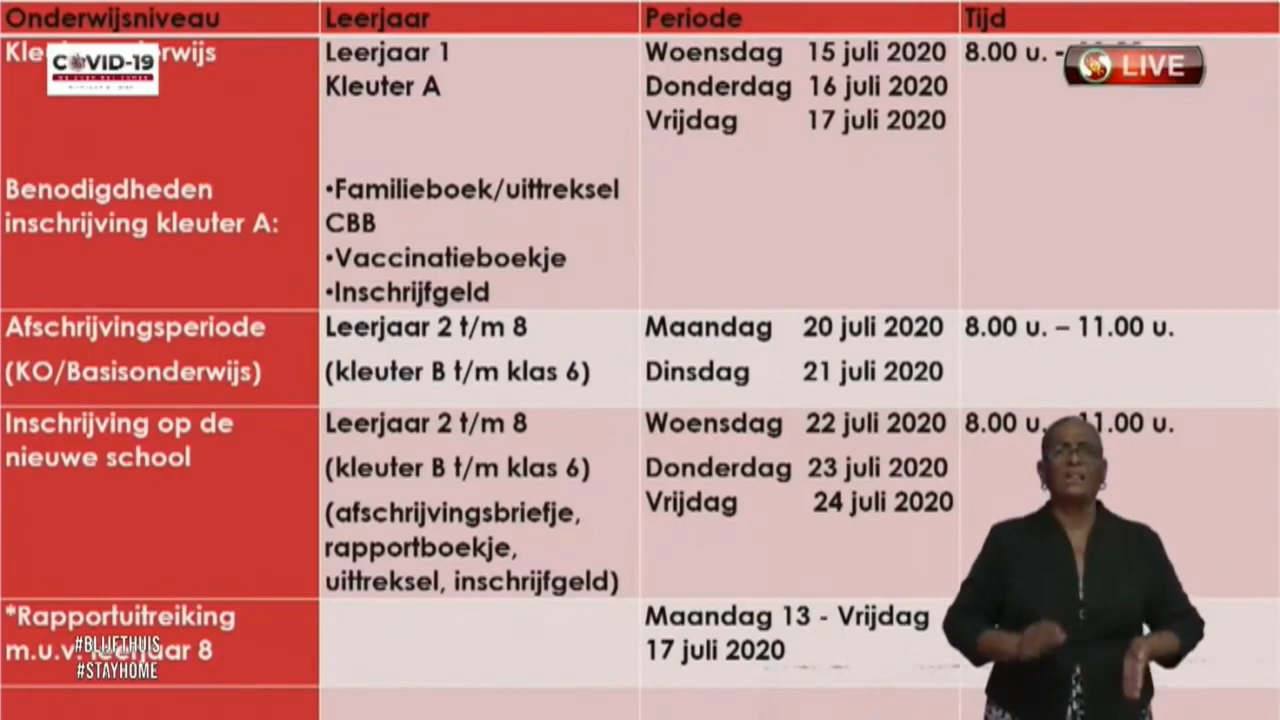 Onderwijsniveau Leerjaar Periode Tijd
Leerjaar 1 Woensdag 15 juli 2020 8.00 u. -
COVID-19
LIVE
Kleuter A Donderdag 16 juli 2020
Vrijdag 17 juli 2020
Benodigdheden •Familieboek/uittreksel
inschrijving kleuter A: CBB
•Vaccinatieboekje
•Inschrijfgeld
Afschrijvingsperiode Leerjaar 2 t/m 8 Maandag 20 juli 2020 8.00 u. – 11.00 u.
(KO/Basisonderwijs) (kleuter B t/m klas 6) Dinsdag 21 juli 2020
Inschrijving op de Leerjaar 2 t/m 8 Woensdag 22 juli 2020 8.00 u. 11.00 u.
nieuwe school (kleuter B t/m klas 6) Donderdag 23 juli 2020
Vrijdag 24 juli 2020
(afschrijvingsbriefje,
rapportboekje,
uittreksel, inschrijfgeld)
*Rapportuitreiking Maandag 13 - Vrijdag
m.u.v. leerjaar 8 17 juli 2020
#BLIJFTHUIS
#STAYHOME